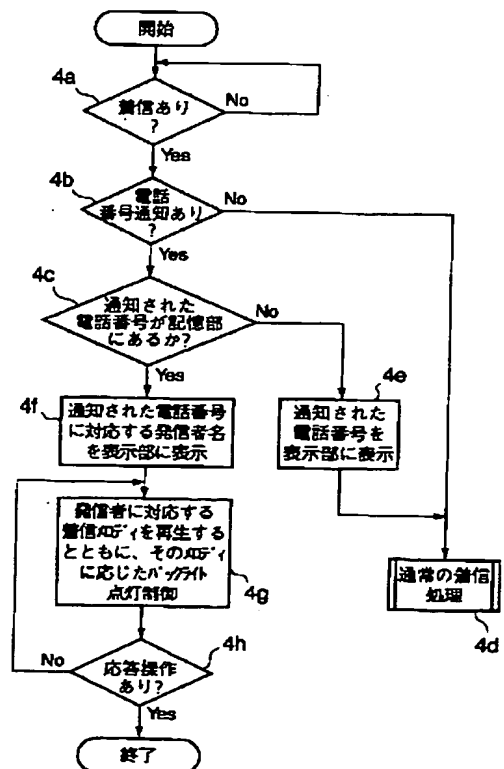 開始
4a
着信あり
?
No
Yes
4b
電話
番号通知あり
?
No
Yes
4c
通知された
電話番号が記憶部
にあるか?
No
Yes
4e
通知された
電話番号を
表示部に表示
4f
通知された電話番号
に対応する発信者名
を表示部に表示
発信者に対応する
着信メロディを再生する
とともに、そのメロディ
に応じたバックライト
点灯制御
4g
通常の着信
処理
4d
4h
応答操作
あり?
No
Yes
終了